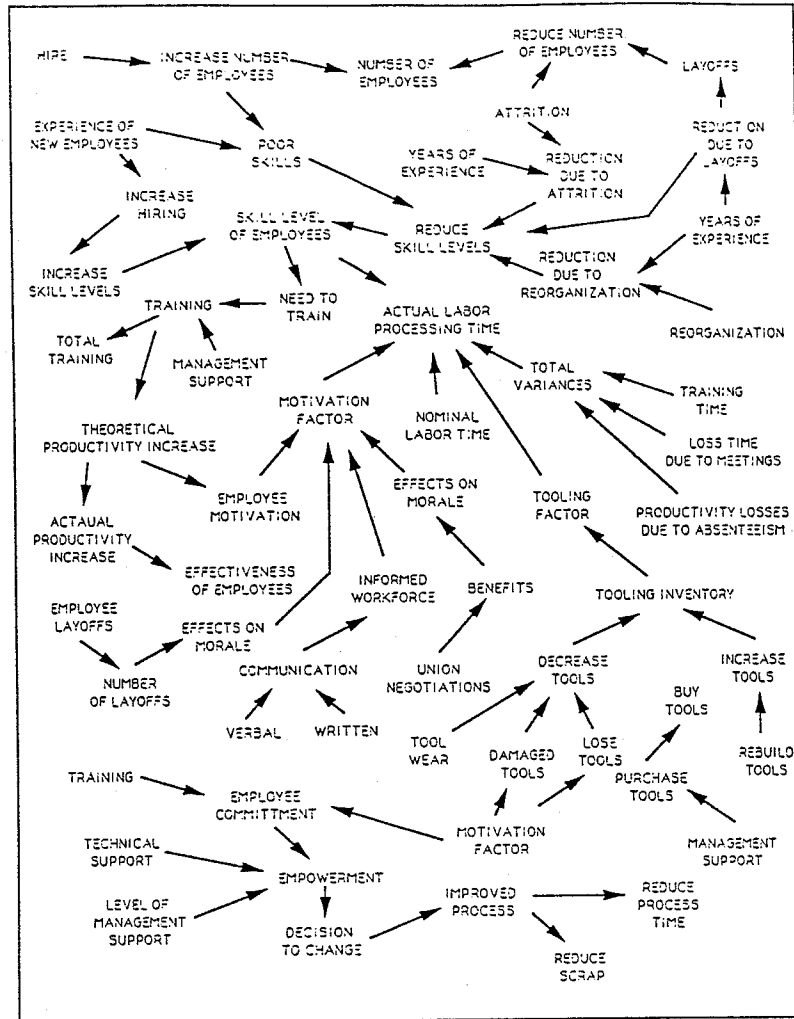 HIRE
INCREASE NUMBER
OF EMPLOYEES
NUMBER OF
EMPLOYEES
REDUCE NUMBER
OF EMPLOYEES
LAYOFFS
ATTRITION
EXPERIENCE OF
NEW EMPLOYEES
POOR
SKILLS
YEARS OF
EXPERIENCE
REDUCTION
DUE TO
ATTRITION
REDUCTION
DUE TO
LAYOFFS
INCREASE
HIRING
SKILL LEVEL
OF EMPLOYEES
REDUCE
SKILL LEVELS
YEARS OF
EXPERIENCE
INCREASE
SKILL LEVELS
REDUCTION
DUE TO
REORGANIZATION
TRAINING
NEED TO
TRAIN
ACTUAL LABOR
PROCESSING TIME
REORGANIZATION
TOTAL
TRAINING
MANAGEMENT
SUPPORT
TOTAL
VARIANCES
TRAINING
TIME
MOTIVATION
FACTOR
NOMINAL
LABOR TIME
THEORETICAL
PRODUCTIVITY INCREASE
LOSS TIME
DUE TO MEETINGS
EMPLOYEE
MOTIVATION
EFFECTS ON
MORALE
TOOLING
FACTOR
PRODUCTIVITY LOSSES
DUE TO ABSENTEEISM
ACTAUAL
PRODUCTIVITY
INCREASE
EFFECTIVENESS
OF EMPLOYEES
INFORMED
WORKFORCE
BENEFITS
TOOLING INVENTORY
EMPLOYEE
LAYOFFS
EFFECTS ON
MORALE
NUMBER
OF LAYOFFS
COMMUNICATION
UNION
NEGOTIATIONS
DECREASE
TOOLS
INCREASE
TOOLS
VERBAL
WRITTEN
BUY
TOOLS
TOOL
WEAR
DAMAGED
TOOLS
LOSE
TOOLS
REBUILD
TOOLS
PURCHASE
TOOLS
TRAINING
EMPLOYEE
COMMITTMENT
MOTIVATION
FACTOR
MANAGEMENT
SUPPORT
TECHNICAL
SUPPORT
EMPOWERMENT
LEVEL OF
MANAGEMENT
SUPPORT
DECISION
TO CHANGE
IMPROVED
PROCESS
REDUCE
PROCESS
TIME
REDUCE
SCRAP